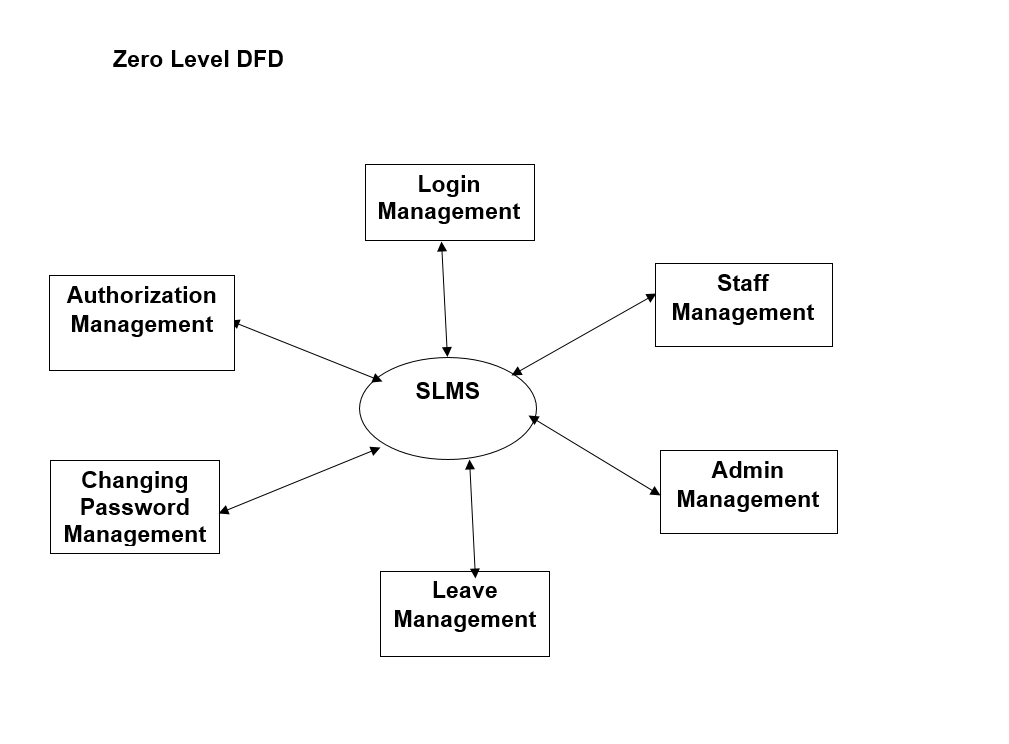 Zero Level DFD
Login
Management
Authorization
Management
Staff
Management
SLMS
Changing
Password
Management
Admin
Management
Leave
Management